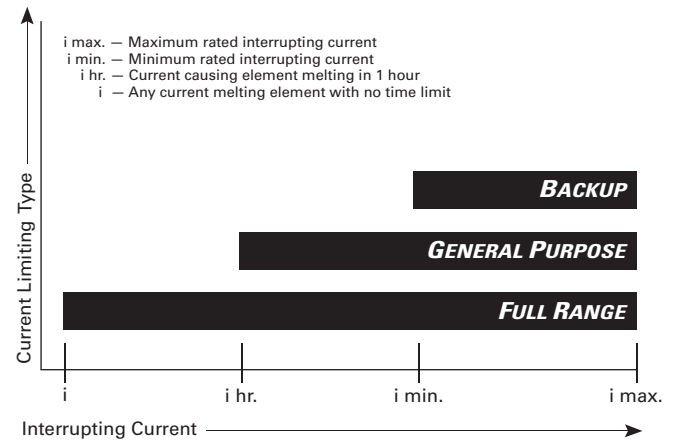 i max. — Maximum rated interrupting current
i min. — Minimum rated interrupting current
i hr. — Current causing element melting in 1 hour
i — Any current melting element with no time limit
Current Limiting Type
BACKUP
GENERAL PURPOSE
FULL RANGE
i i hr. i min. i max.
Interrupting Current